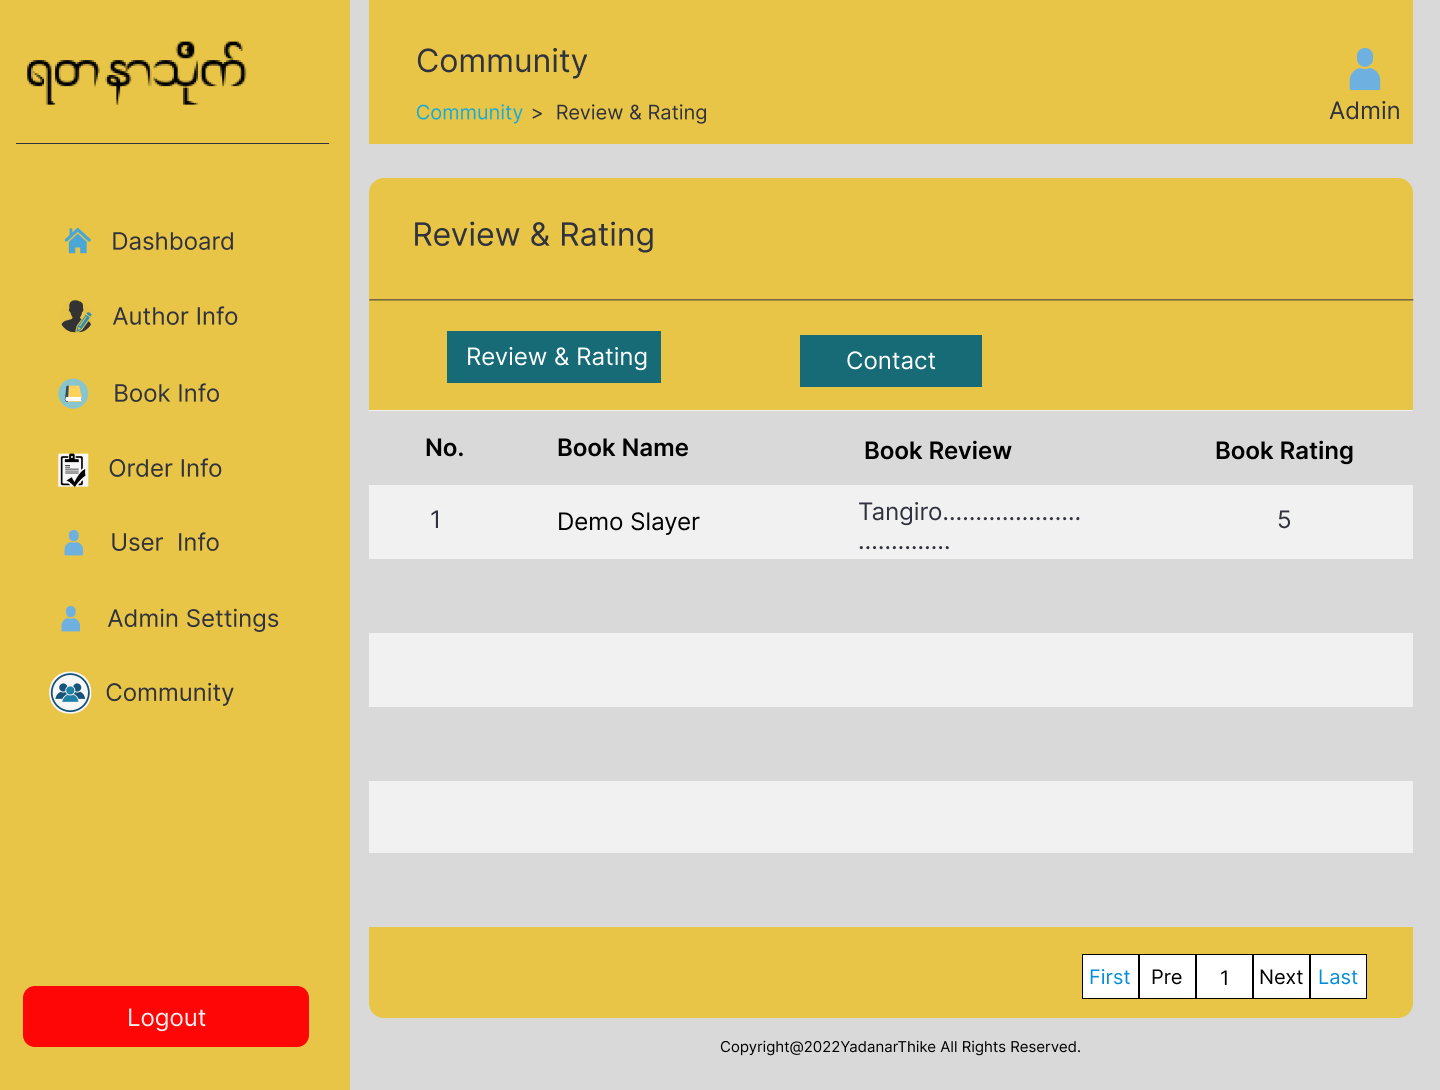 ရတနာသိုက်
Community
Community > Review & Rating
Admin
Dashboard
Author Info
Book Info
Order Info
User Info
Admin Settings
Community
Logout
Review & Rating
Review & Rating
Contact
No. Book Name Book Review Book Rating
1 Demo Slayer Tangiro..................... 5
..............
First Pre 1 Next Last
Copyright@2022YadanarThike All Rights Reserved.